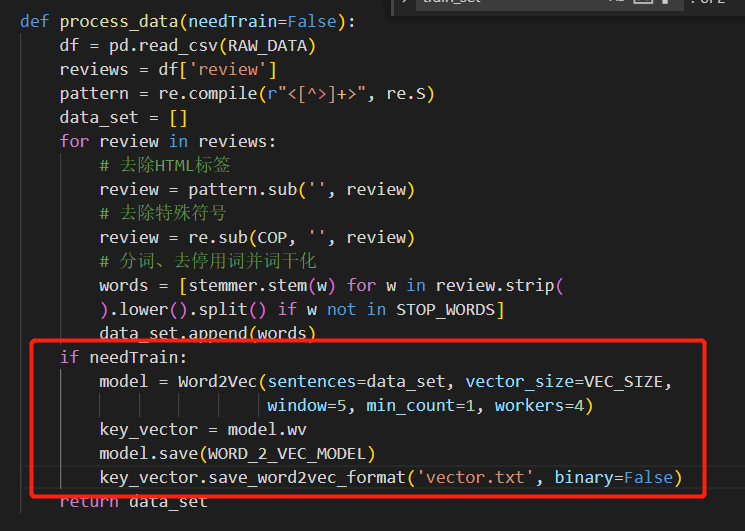 def process_data(needTrain=False):
    df = pd.read_csv(RAW_DATA)
    reviews = df['review']
    pattern = re.compile(r"<[^>]+>", re.S)
    data_set = []
    for review in reviews:
        # 去除HTML标签
        review = pattern.sub('', review)
        # 去除特殊符号
        review = re.sub(COP, '', review)
        # 分词、去停用词并词干化
        words = [stemmer.stem(w) for w in review.strip(
        ).lower().split() if w not in STOP_WORDS]
        data_set.append(words)
    if needTrain:
        model = Word2Vec(sentences=data_set, vector_size=VEC_SIZE,
                         window=5, min_count=1, workers=4)
        key_vector = model.wv
        model.save(WORD_2_VEC_MODEL)
        key_vector.save_word2vec_format('vector.txt', binary=False)
    return data_set